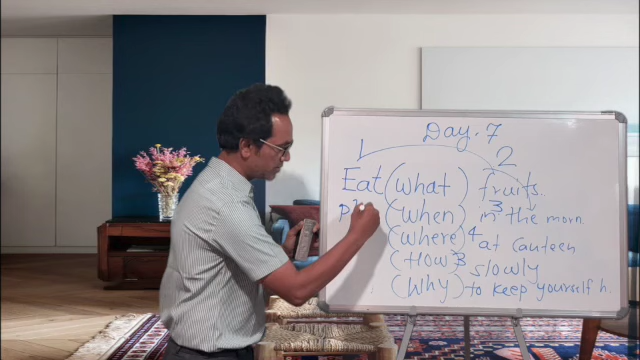 Day. 7
1 2
Eat (what) fruits..
(when) in 3 the morn.
(where) 4 at Canteen
(How) 3 slowly
(Why) to keep yourself h.